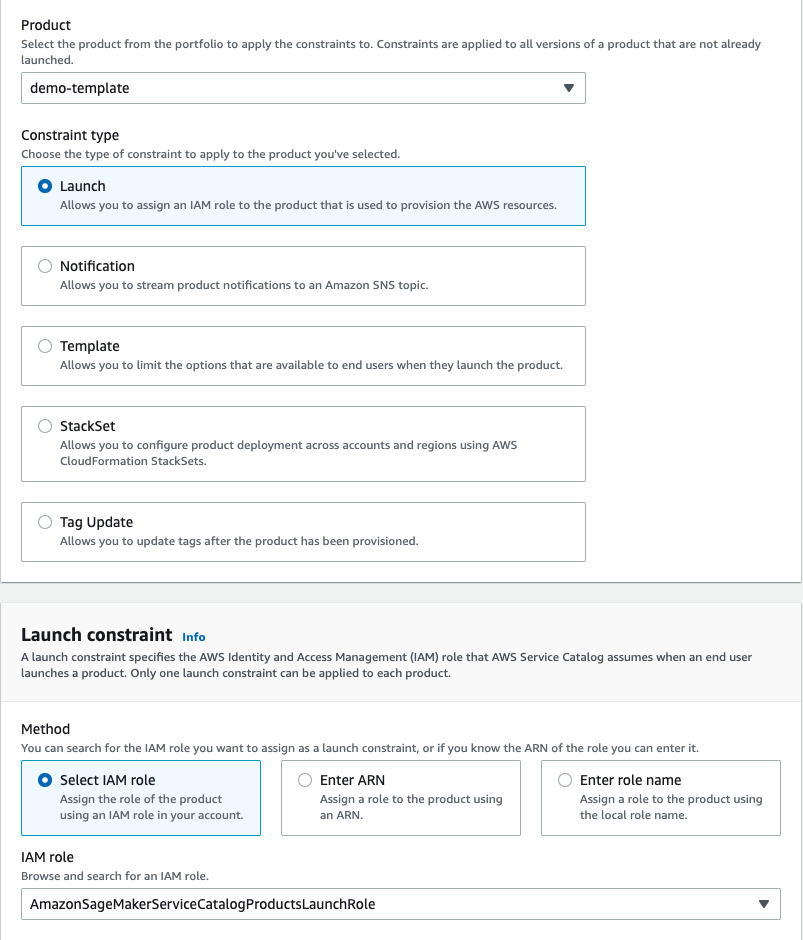 Product
Select the product from the portfolio to apply the constraints to. Constraints are applied to all versions of a product that are not already
launched.
demo-template
Constraint type
Choose the type of constraint to apply to the product you've selected.
Launch
Allows you to assign an IAM role to the product that is used to provision the AWS resources.
Notification
Allows you to stream product notifications to an Amazon SNS topic.
Template
Allows you to limit the options that are available to end users when they launch the product.
StackSet
Allows you to configure product deployment across accounts and regions using AWS
CloudFormation StackSets.
Tag Update
Allows you to update tags after the product has been provisioned.
Launch constraint Info
A launch constraint specifies the AWS Identity and Access Management (IAM) role that AWS Service Catalog assumes when an end user
launches a product. Only one launch constraint can be applied to each product.
Method
You can search for the IAM role you want to assign as a launch constraint, or if you know the ARN of the role you can enter it.
Select IAM role
Assign the role of the product
using an IAM role in your account.
Enter ARN
Assign a role to the product using
an ARN.
Enter role name
Assign a role to the product using
the local role name.
IAM role
Browse and search for an IAM role.
AmazonSageMakerServiceCatalogProductsLaunchRole